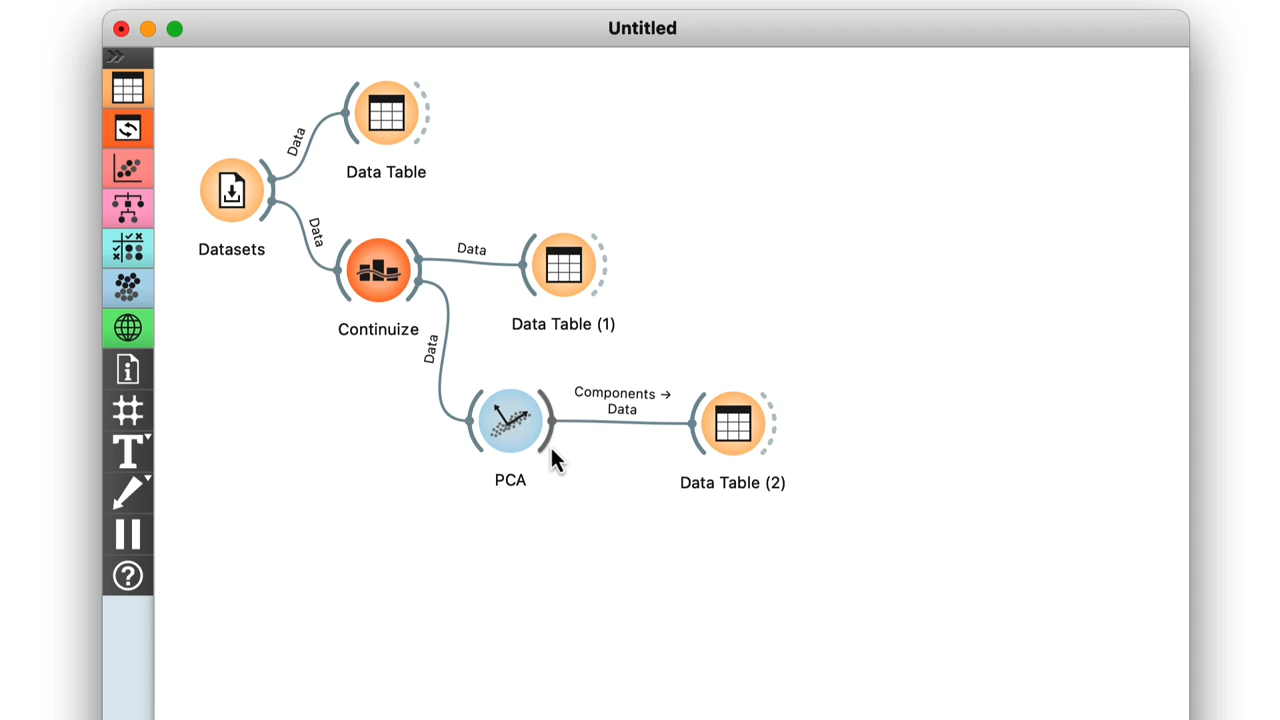 Untitled
Data
Data Table
Datasets
Data
Data
Continuize
Data Table (1)
Data
Components →
Data
PCA
Data Table (2)